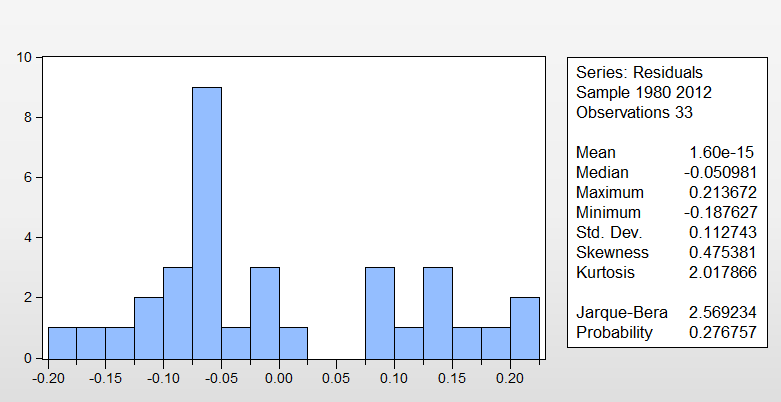 10
8
6
4
2
0
-0.20 -0.15 -0.10 -0.05 0.00 0.05 0.10 0.15 0.20
Series: Residuals
Sample 1980 2012
Observations 33
Mean 1.60e-15
Median -0.050981
Maximum 0.213672
Minimum -0.187627
Std. Dev. 0.112743
Skewness 0.475381
Kurtosis 2.017866
Jarque-Bera 2.569234
Probability 0.276757